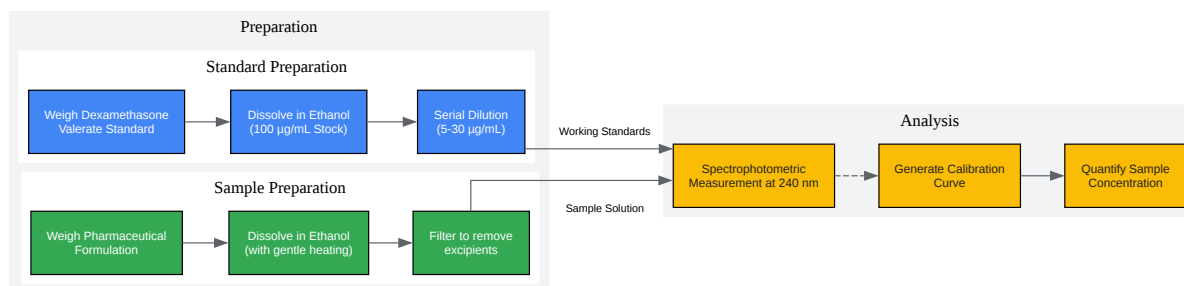 Preparation
Standard Preparation
Weigh Dexamethasone
Valerate Standard
Dissolve in Ethanol
(100 µg/mL Stock)
Serial Dilution
(5-30 µg/mL)
Working Standards
Sample Preparation
Weigh Pharmaceutical
Formulation
Dissolve in Ethanol
(with gentle heating)
Filter to remove
excipients
Sample Solution
Analysis
Spectrophotometric
Measurement at 240 nm
Generate Calibration
Curve
Quantify Sample
Concentration